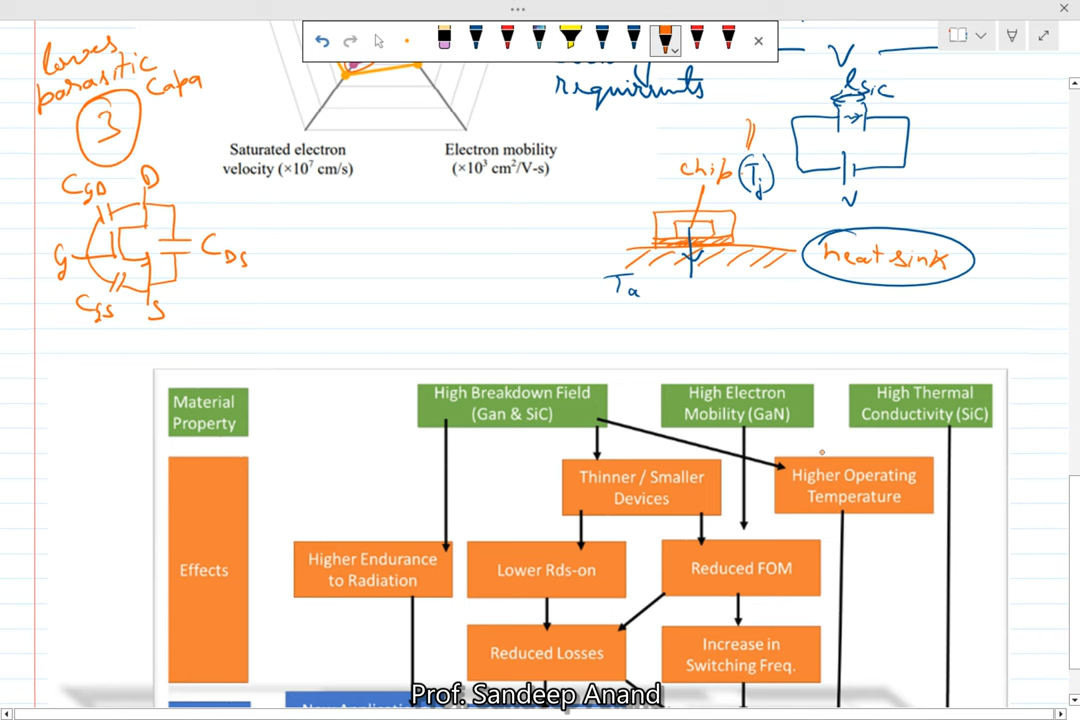 lower
parasitic
Capa
3
Saturated electron
velocity (×10⁷ cm/s)
Electron mobility
(×10³ cm²/V-s)
requirments
V
lsic
V
chip
Tj
Ta
heat sink
CGD
D
G
CDS
CGS
S
Material
Property
High Breakdown Field
(Gan & SiC)
High Electron
Mobility (GaN)
High Thermal
Conductivity (SiC)
Effects
Thinner / Smaller
Devices
Higher Operating
Temperature
Higher Endurance
to Radiation
Lower Rds-on
Reduced FOM
Reduced Losses
Increase in
Switching Freq.
Prof. Sandeep Anand